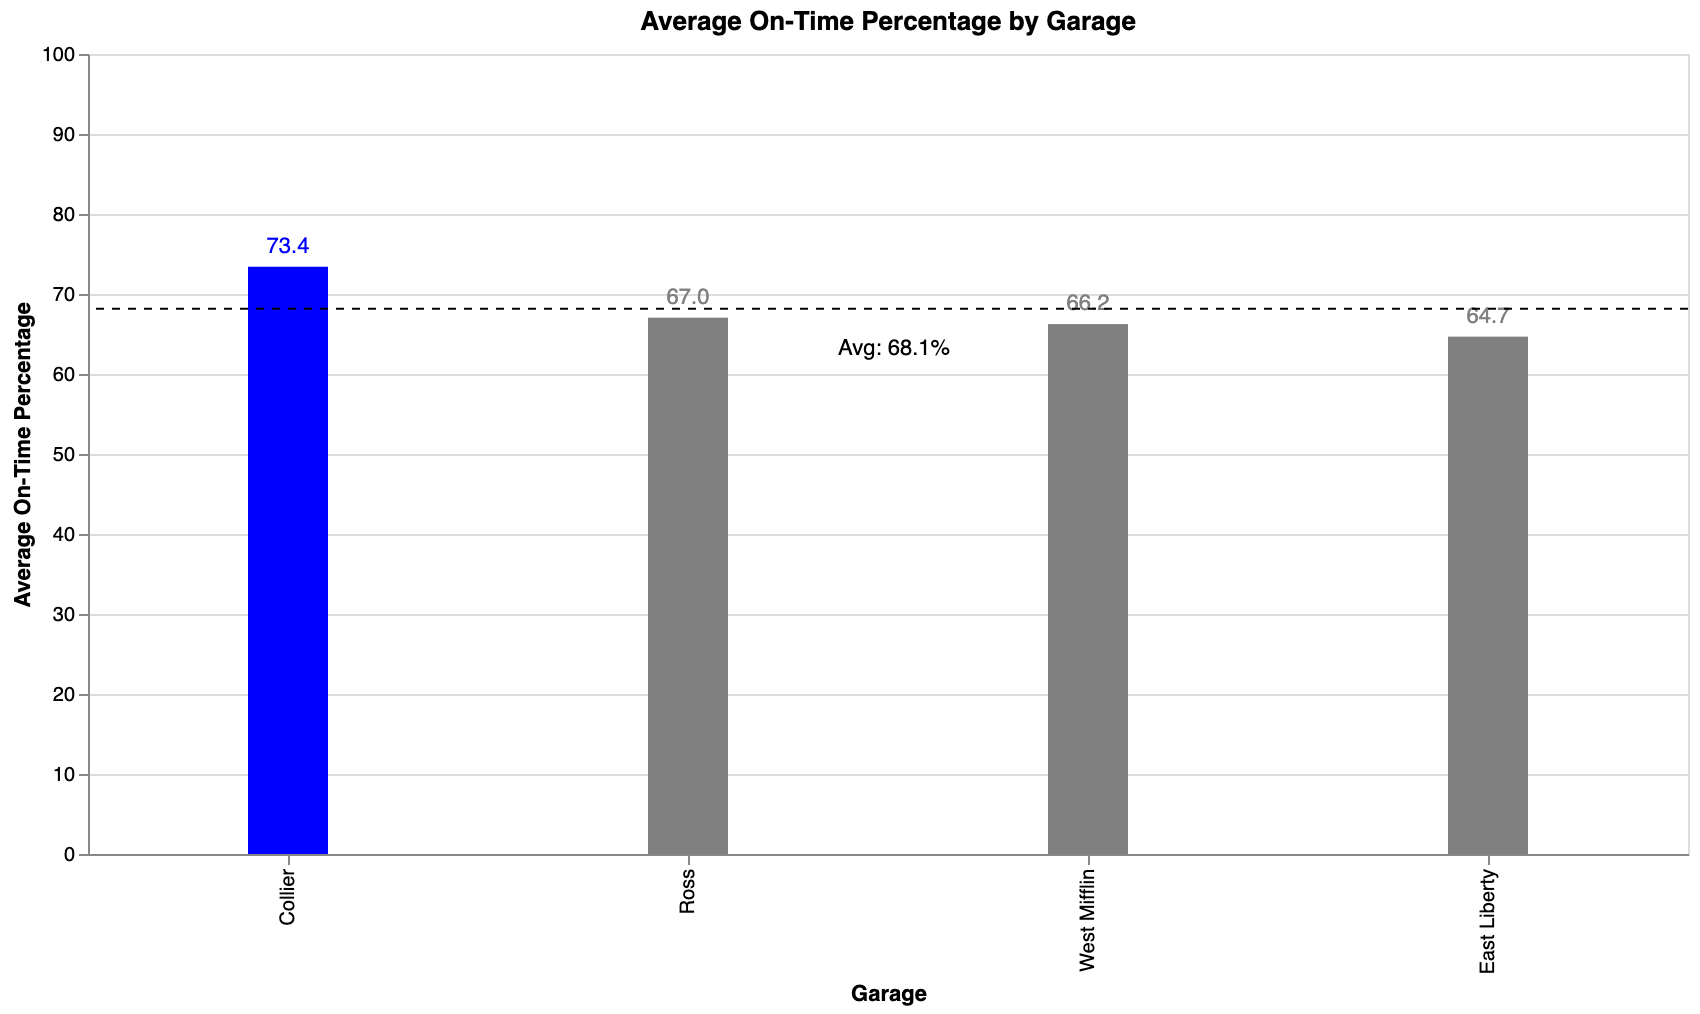 Average On-Time Percentage by Garage
Average On-Time Percentage
100
90
80
70
60
50
40
30
20
10
0
73.4
67.0
66.2
64.7
Avg: 68.1%
Collier
Ross
West Mifflin
East Liberty
Garage